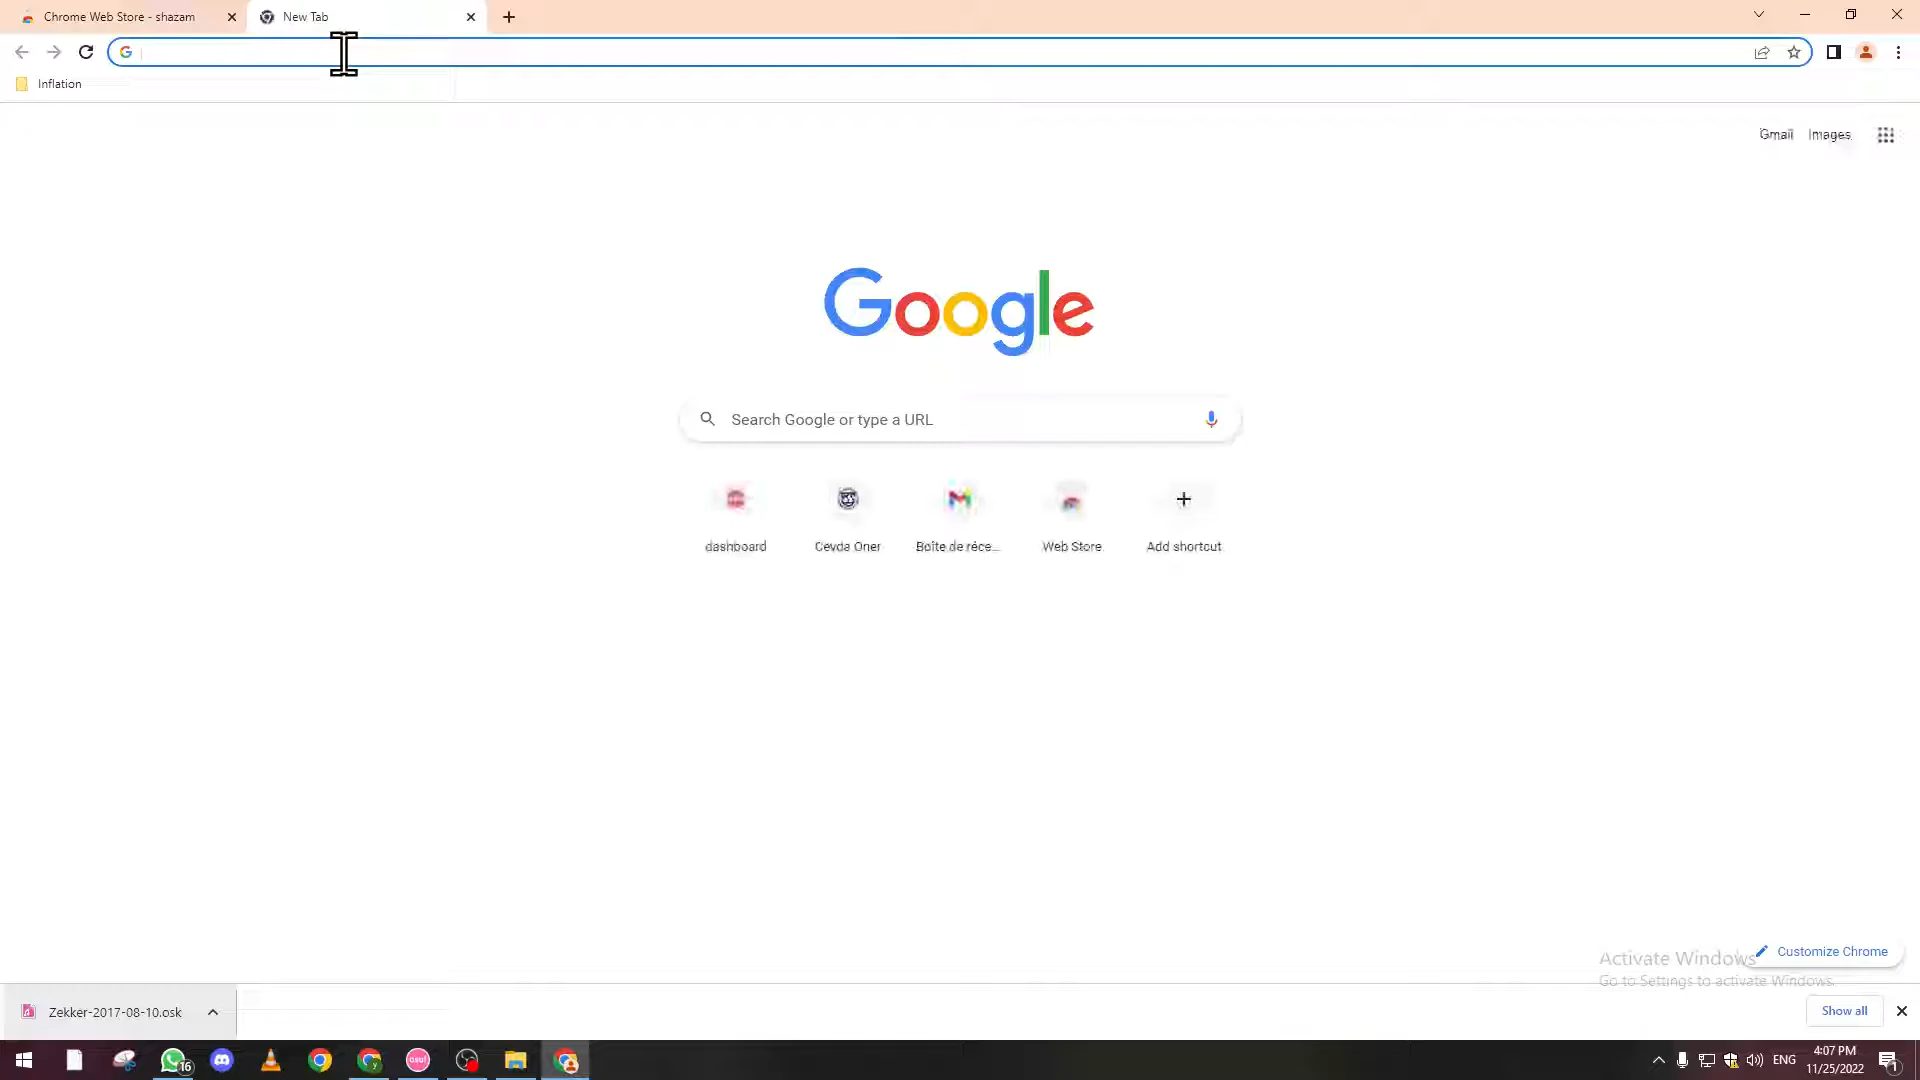 Chrome Web Store - shazam
New Tab
Inflation
Gmail Images
Google
Search Google or type a URL
dashboard
Cevda Oner
Boîte de réce...
Web Store
Add shortcut
Customize Chrome
Activate Windows
Go to Settings to activate Windows.
Zekker-2017-08-10.osk
Show all
16
osu!
y
ENG
4:07 PM
11/25/2022
1